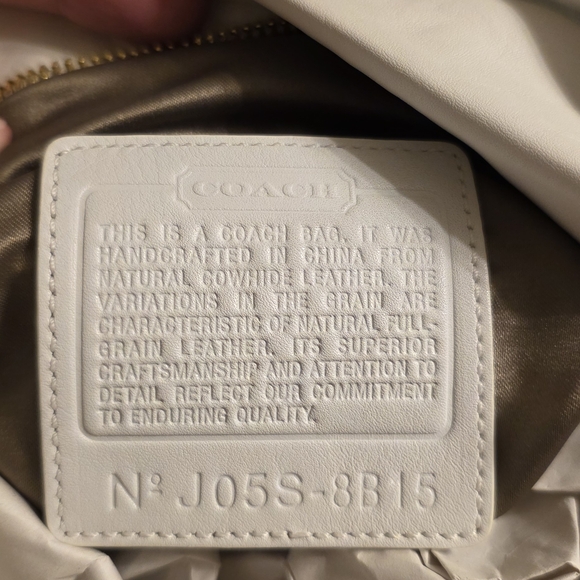 COACH
THIS IS A COACH BAG. IT WAS
HANDCRAFTED IN CHINA FROM
NATURAL COWHIDE LEATHER. THE
VARIATIONS IN THE GRAIN ARE
CHARACTERISTIC OF NATURAL FULL-
GRAIN LEATHER. ITS SUPERIOR
CRAFTSMANSHIP AND ATTENTION TO
DETAIL REFLECT OUR COMMITMENT
TO ENDURING QUALITY.
Nº J05S-8B15